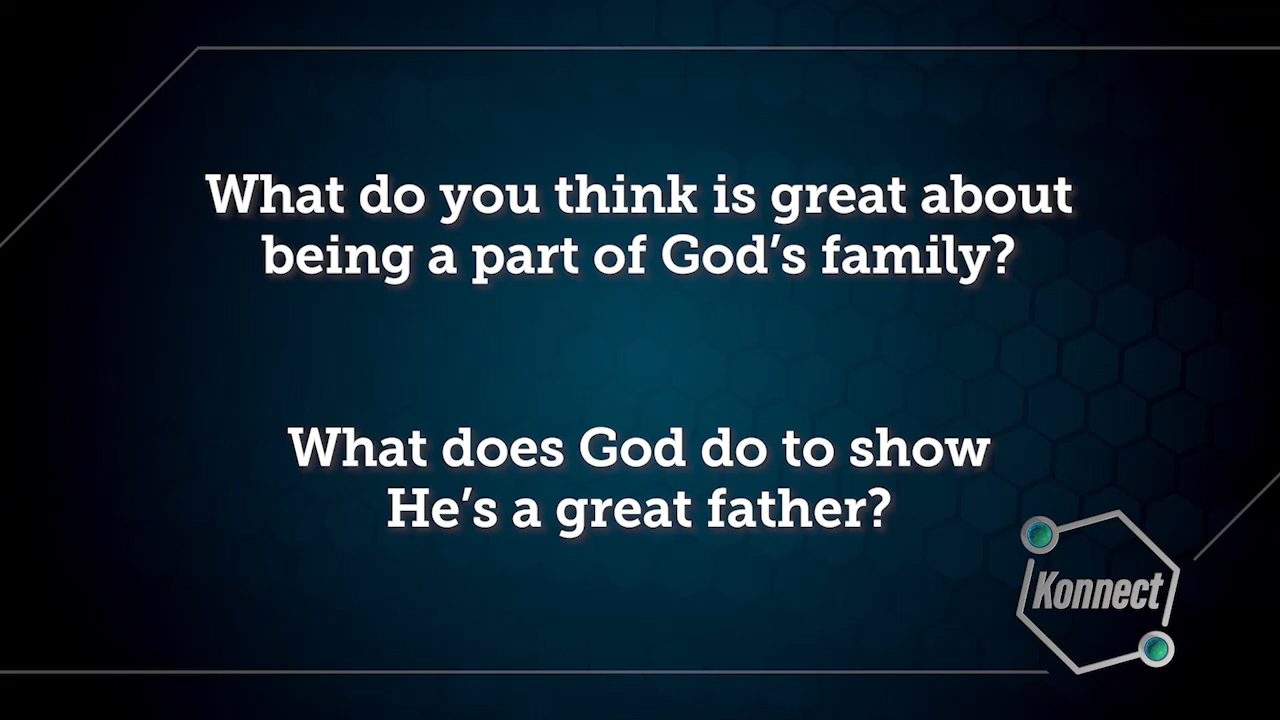 What do you think is great about
being a part of God’s family?
What does God do to show
He’s a great father?
Konnect